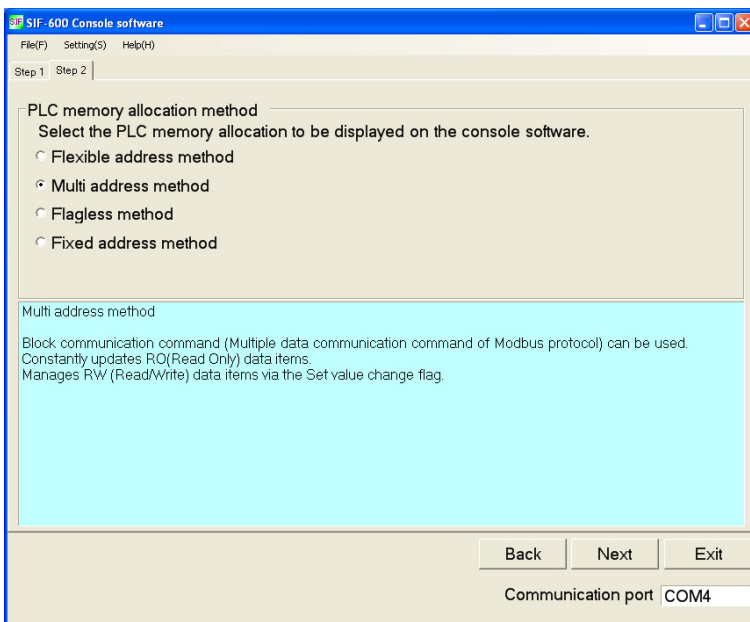 SIF SIF-600 Console software
File(F) Setting(S) Help(H)
Step 1 Step 2
PLC memory allocation method
Select the PLC memory allocation to be displayed on the console software.
Flexible address method
Multi address method
Flagless method
Fixed address method
Multi address method
Block communication command (Multiple data communication command of Modbus protocol) can be used.
Constantly updates RO(Read Only) data items.
Manages RW (Read/Write) data items via the Set value change flag.
Back Next Exit
Communication port COM4